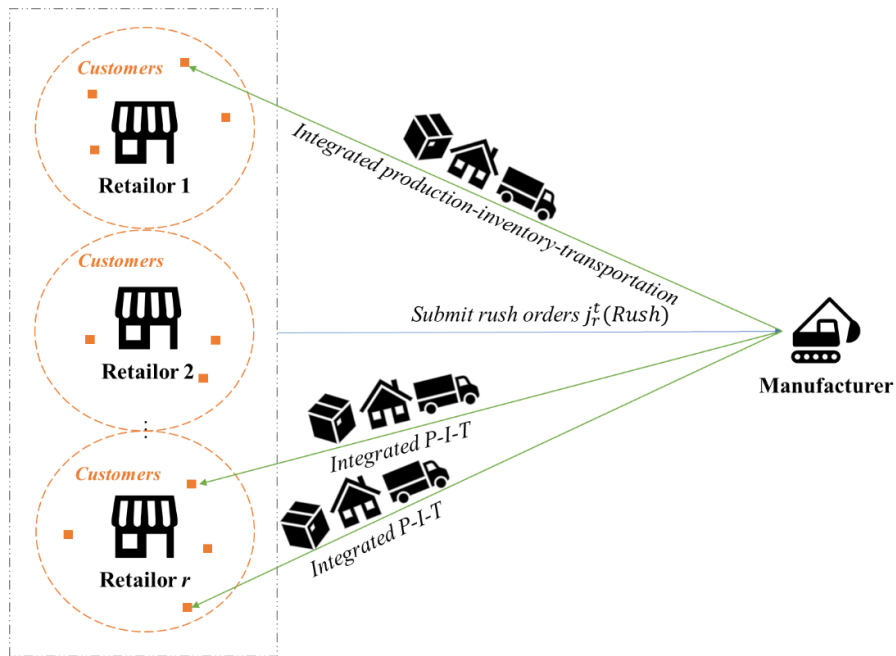 Customers
Retailor 1
Integrated production-inventory-transportation
Customers
Retailor 2
Submit rush orders j_r^t(Rush)
Manufacturer
⋮
Customers
Retailor r
Integrated P-I-T
Integrated P-I-T